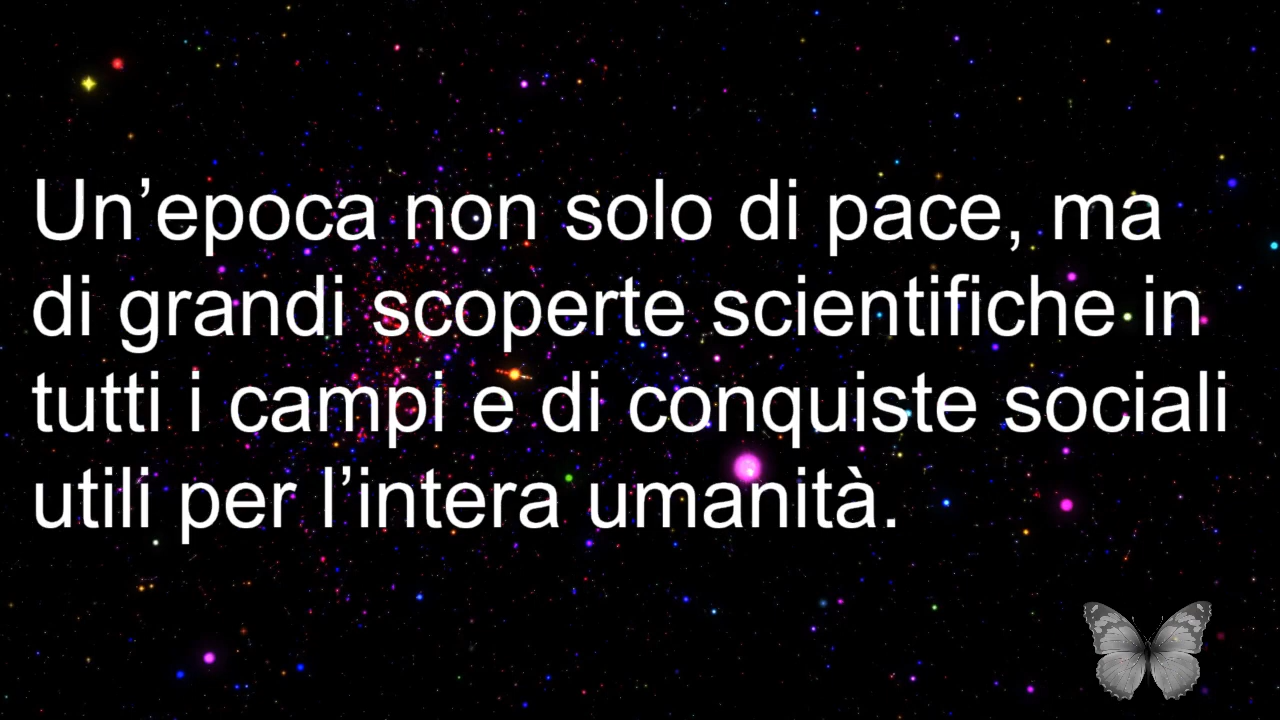 Un’epoca non solo di pace, ma
di grandi scoperte scientifiche in
tutti i campi e di conquiste sociali
utili per l’intera umanità.